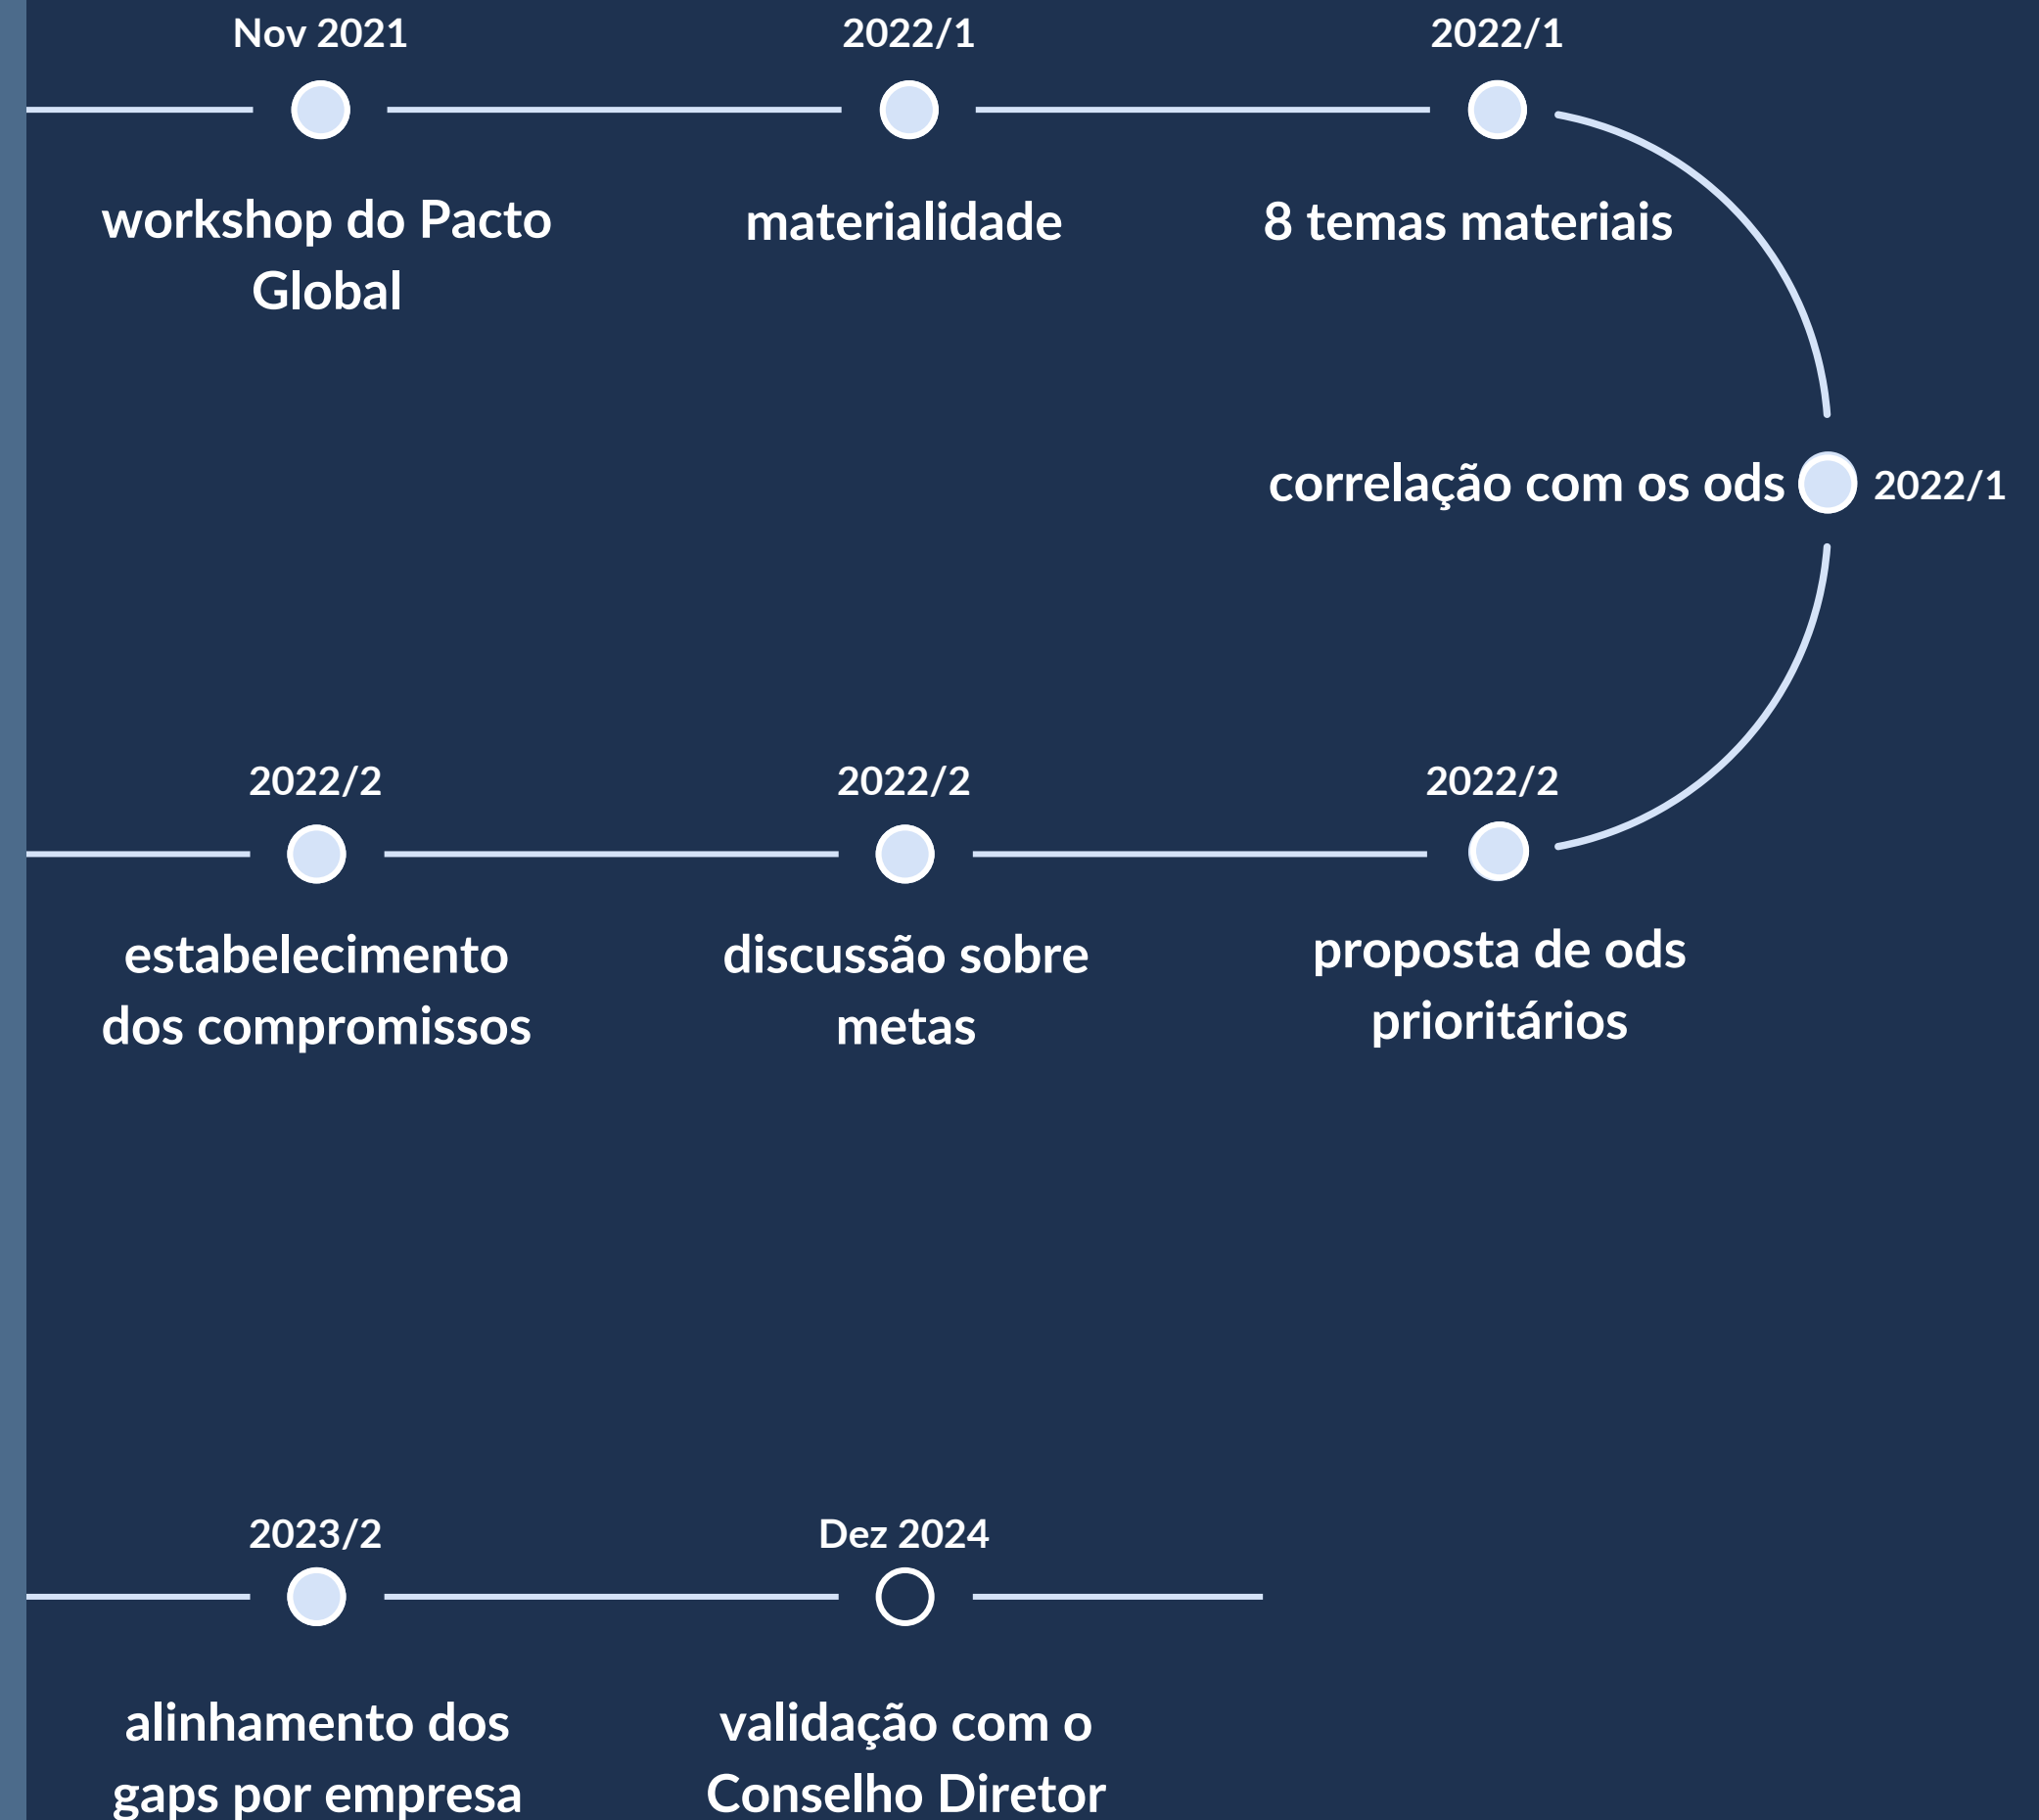 Nov 2021
2022/1
2022/1
workshop do Pacto
Global
materialidade
8 temas materiais
correlação com os ods
2022/1
2022/2
2022/2
2022/2
estabelecimento
dos compromissos
discussão sobre
metas
proposta de ods
prioritários
2023/2
Dez 2024
alinhamento dos
gaps por empresa
validação com o
Conselho Diretor